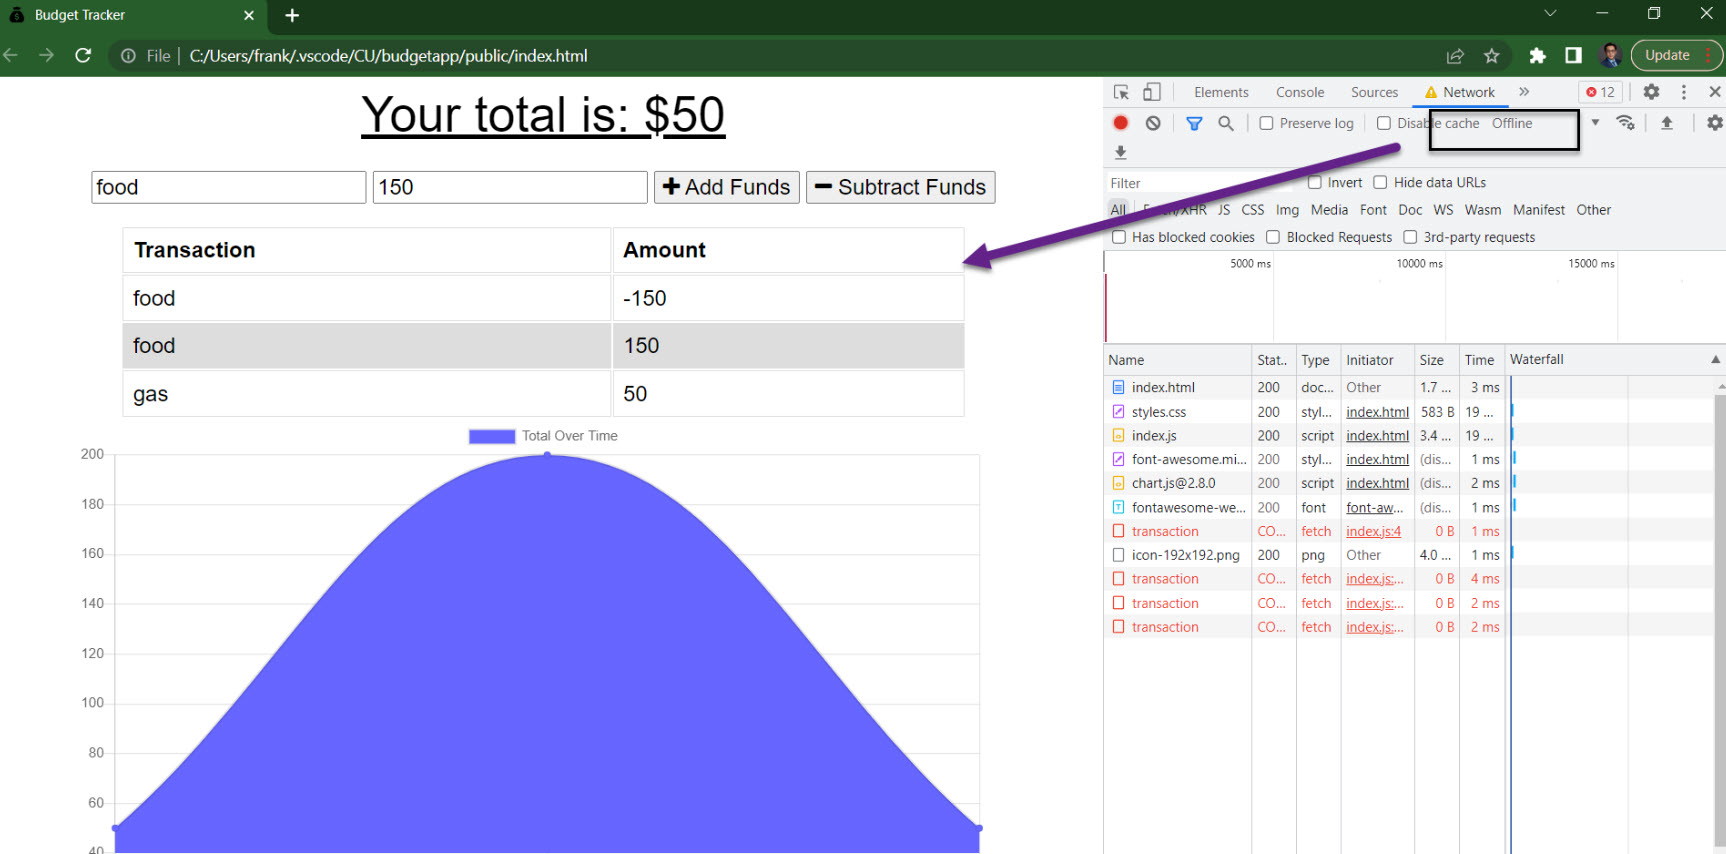 Budget Tracker
File C:/Users/frank/.vscode/CU/budgetapp/public/index.html Update
Your total is: $50
food 150 Add Funds Subtract Funds
Transaction Amount
food -150
food 150
gas 50
Total Over Time
200
180
160
140
120
100
80
60
40
Elements Console Sources Network » 12
Preserve log Disable cache Offline
Filter Invert Hide data URLs
All Fetch/XHR JS CSS Img Media Font Doc WS Wasm Manifest Other
Has blocked cookies Blocked Requests 3rd-party requests
5000 ms 10000 ms 15000 ms
Name Stat.. Type Initiator Size Time Waterfall
index.html 200 doc... Other 1.7 ... 3 ms
styles.css 200 styl... index.html 583 B 19 ...
index.js 200 script index.html 3.4 ... 19 ...
font-awesome.mi... 200 styl... index.html (dis... 1 ms
chart.js@2.8.0 200 script index.html (dis... 2 ms
fontawesome-we... 200 font font-aw... (dis... 1 ms
transaction CO... fetch index.js:4 0 B 1 ms
icon-192x192.png 200 png Other 4.0 ... 1 ms
transaction CO... fetch index.js:... 0 B 4 ms
transaction CO... fetch index.js:... 0 B 2 ms
transaction CO... fetch index.js:... 0 B 2 ms